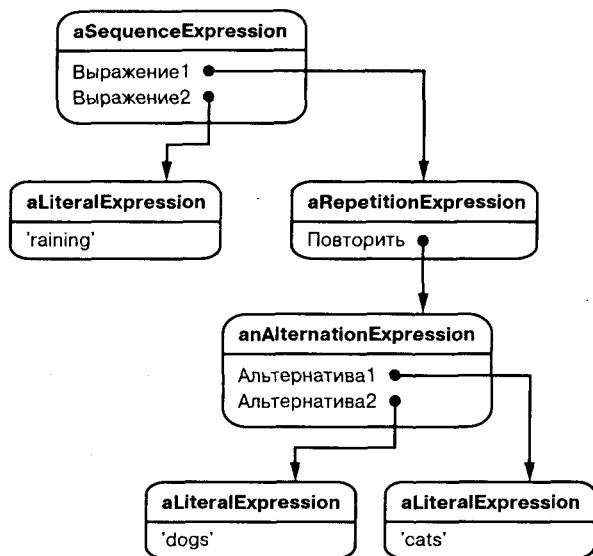 aSequenceExpression
Выражение1
Выражение2
aLiteralExpression
'raining'
aRepetitionExpression
Повторить
anAlternationExpression
Альтернатива1
Альтернатива2
aLiteralExpression
'dogs'
aLiteralExpression
'cats'